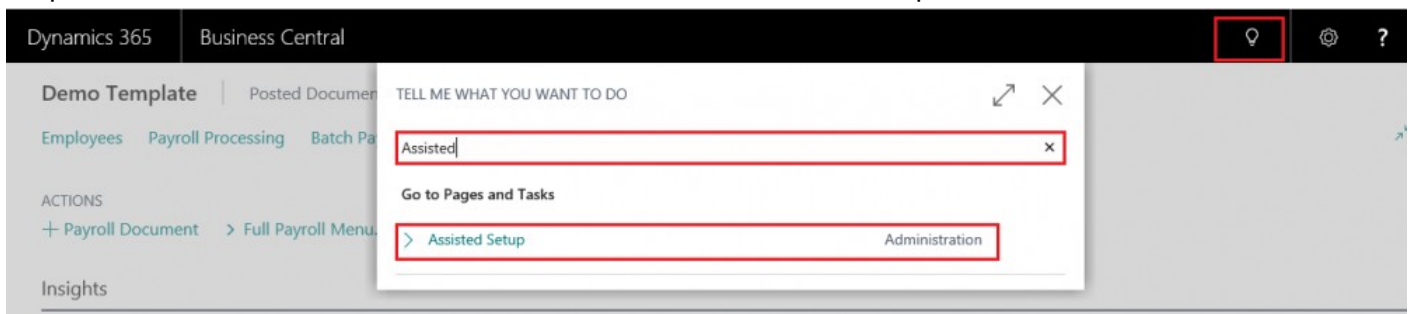 Dynamics 365 Business Central ?
Demo Template Posted Documen TELL ME WHAT YOU WANT TO DO
Employees Payroll Processing Batch Pa
Assisted
Go to Pages and Tasks
ACTIONS
+ Payroll Document > Full Payroll Menu.
> Assisted Setup Administration
Insights